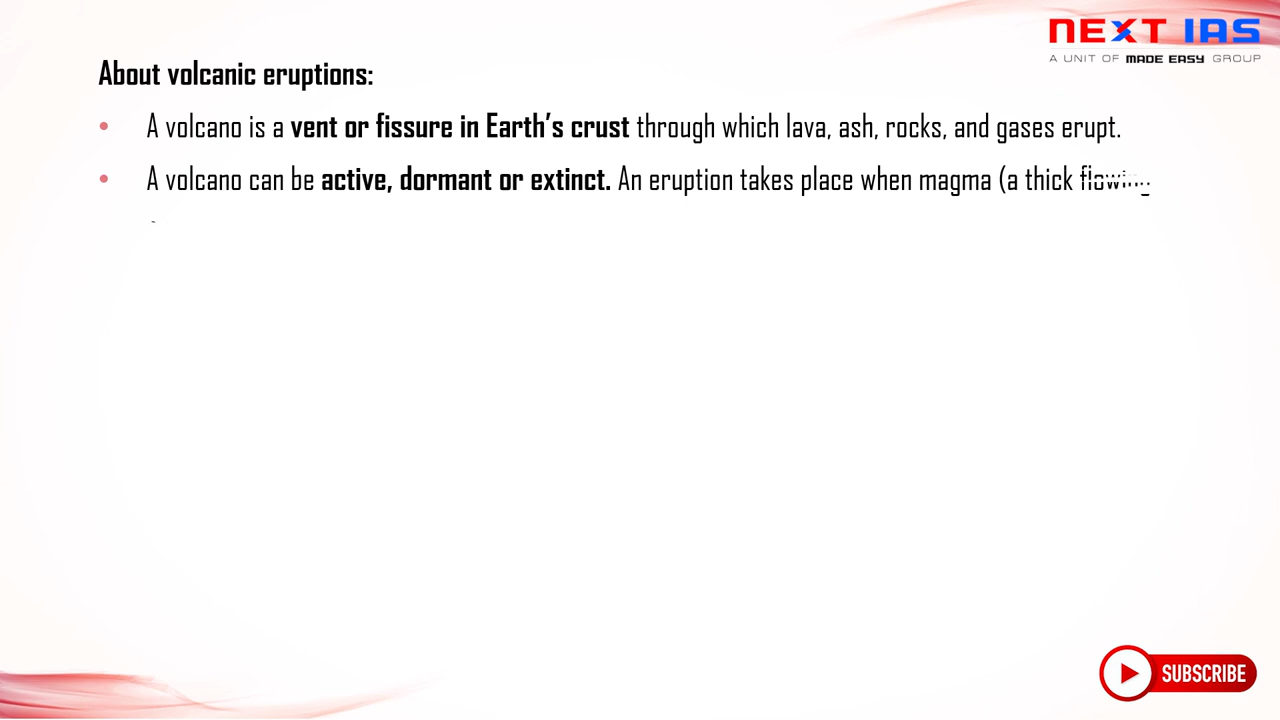 NEXT IAS
A UNIT OF MADE EASY GROUP
About volcanic eruptions:
• A volcano is a vent or fissure in Earth's crust through which lava, ash, rocks, and gases erupt.
• A volcano can be active, dormant or extinct. An eruption takes place when magma (a thick flowing
SUBSCRIBE